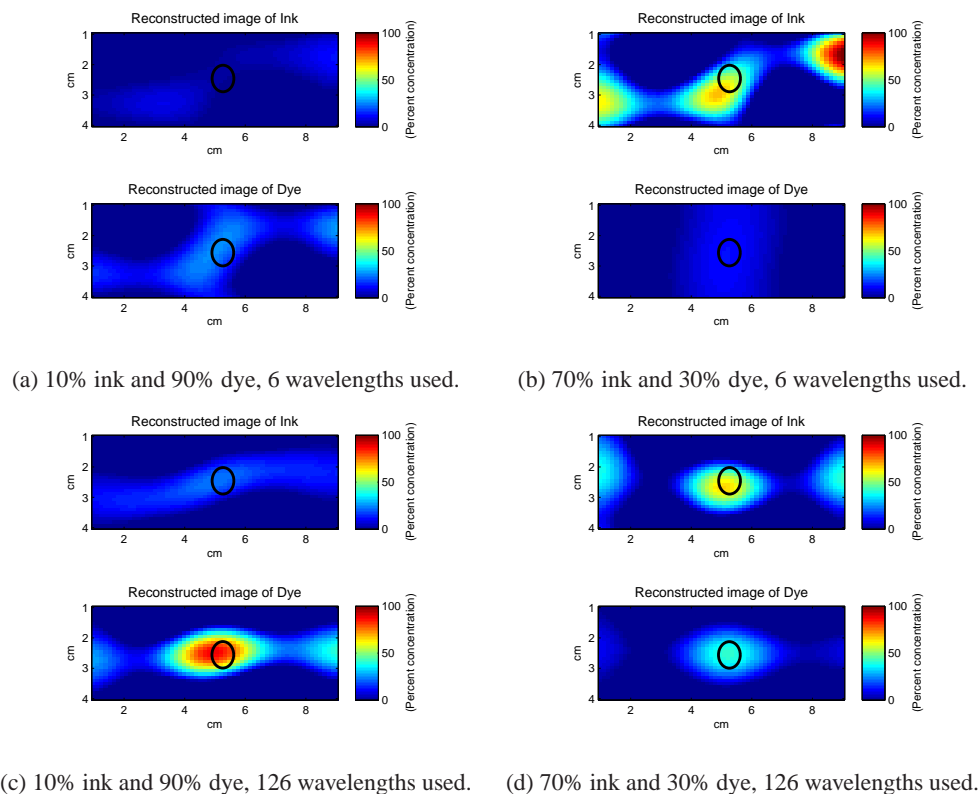 Reconstructed image of Ink
1
2
3
4
cm
2 4 6 8
cm
100
50
0
(Percent concentration)
Reconstructed image of Dye
1
2
3
4
cm
2 4 6 8
cm
100
50
0
(Percent concentration)
(a) 10% ink and 90% dye, 6 wavelengths used.
Reconstructed image of Ink
1
2
3
4
cm
2 4 6 8
cm
100
50
0
(Percent concentration)
Reconstructed image of Dye
1
2
3
4
cm
2 4 6 8
cm
100
50
0
(Percent concentration)
(b) 70% ink and 30% dye, 6 wavelengths used.
Reconstructed image of Ink
1
2
3
4
cm
2 4 6 8
cm
100
50
0
(Percent concentration)
Reconstructed image of Dye
1
2
3
4
cm
2 4 6 8
cm
100
50
0
(Percent concentration)
(c) 10% ink and 90% dye, 126 wavelengths used.
Reconstructed image of Ink
1
2
3
4
cm
2 4 6 8
cm
100
50
0
(Percent concentration)
Reconstructed image of Dye
1
2
3
4
cm
2 4 6 8
cm
100
50
0
(Percent concentration)
(d) 70% ink and 30% dye, 126 wavelengths used.